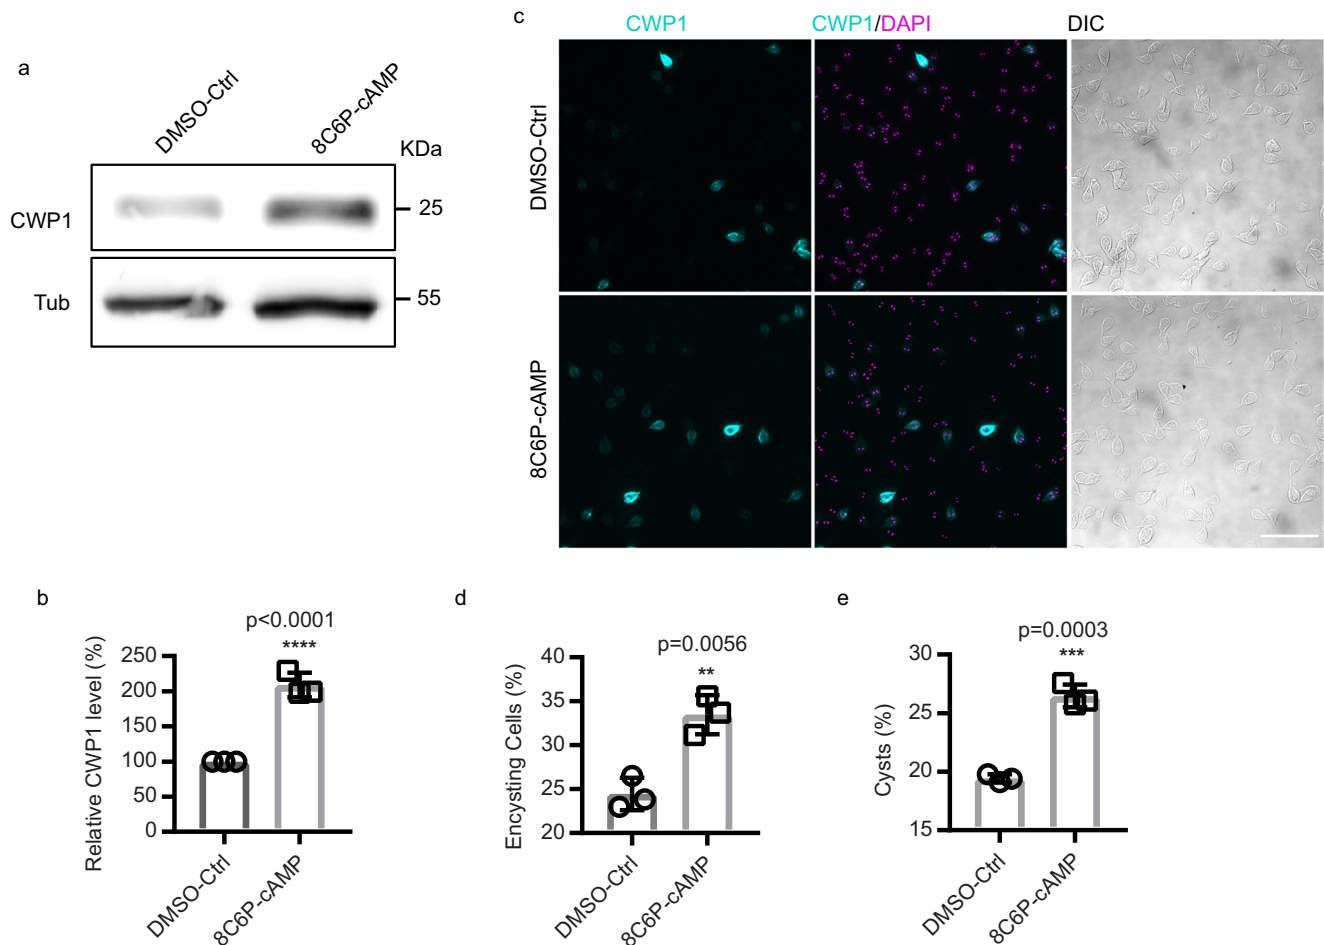 a
DMSO-Ctrl
8C6P-cAMP
KDa
CWP1
25
Tub
55
c
CWP1
CWP1/DAPI
DIC
DMSO-Ctrl
8C6P-cAMP
b
p<0.0001
****
Relative CWP1 level (%)
250
200
150
100
50
0
DMSO-Ctrl
8C6P-cAMP
d
p=0.0056
**
Encysting Cells (%)
40
35
30
25
20
DMSO-Ctrl
8C6P-cAMP
e
p=0.0003
***
Cysts (%)
30
25
20
15
DMSO-Ctrl
8C6P-cAMP